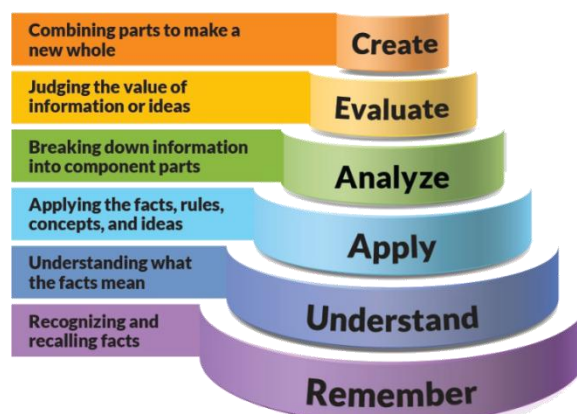 Combining parts to make a
new whole
Create
Judging the value of
information or ideas
Evaluate
Breaking down information
into component parts
Analyze
Applying the facts, rules,
concepts, and ideas
Apply
Understanding what
the facts mean
Understand
Recognizing and
recalling facts
Remember